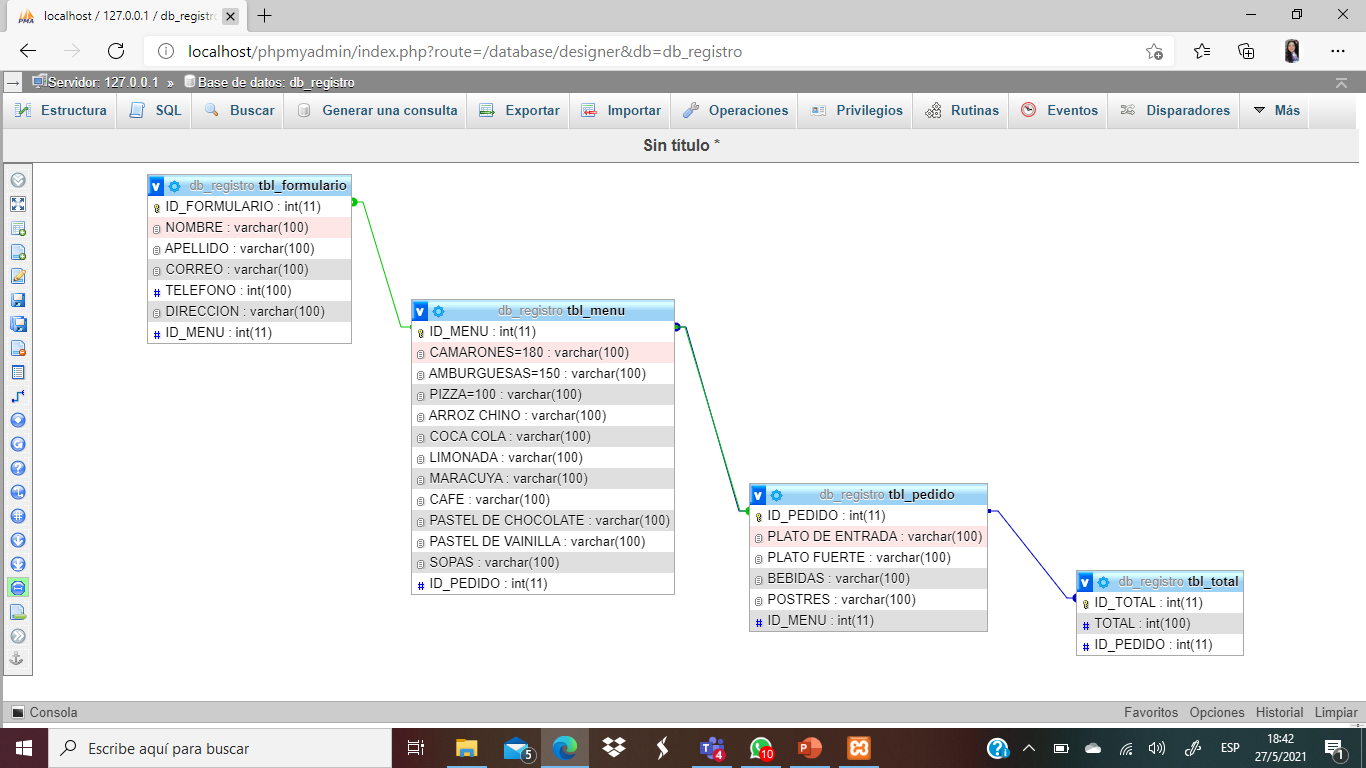 localhost / 127.0.0.1 / db_registro
localhost/phpmyadmin/index.php?route=/database/designer&db=db_registro
Servidor: 127.0.0.1 » Base de datos: db_registro
Estructura SQL Buscar Generar una consulta Exportar Importar Operaciones Privilegios Rutinas Eventos Disparadores Más
Sin título *
db_registro tbl_formulario
ID_FORMULARIO : int(11)
NOMBRE : varchar(100)
APELLIDO : varchar(100)
CORREO : varchar(100)
TELEFONO : int(100)
DIRECCION : varchar(100)
ID_MENU : int(11)
db_registro tbl_menu
ID_MENU : int(11)
CAMARONES=180 : varchar(100)
AMBURGUESAS=150 : varchar(100)
PIZZA=100 : varchar(100)
ARROZ CHINO : varchar(100)
COCA COLA : varchar(100)
LIMONADA : varchar(100)
MARACUYA : varchar(100)
CAFE : varchar(100)
PASTEL DE CHOCOLATE : varchar(100)
PASTEL DE VAINILLA : varchar(100)
SOPAS : varchar(100)
ID_PEDIDO : int(11)
db_registro tbl_pedido
ID_PEDIDO : int(11)
PLATO DE ENTRADA : varchar(100)
PLATO FUERTE : varchar(100)
BEBIDAS : varchar(100)
POSTRES : varchar(100)
ID_MENU : int(11)
db_registro tbl_total
ID_TOTAL : int(11)
TOTAL : int(100)
ID_PEDIDO : int(11)
Consola Favoritos Opciones Historial Limpiar
Escribe aquí para buscar
5
4
10
ESP
18:42
27/5/2021
1